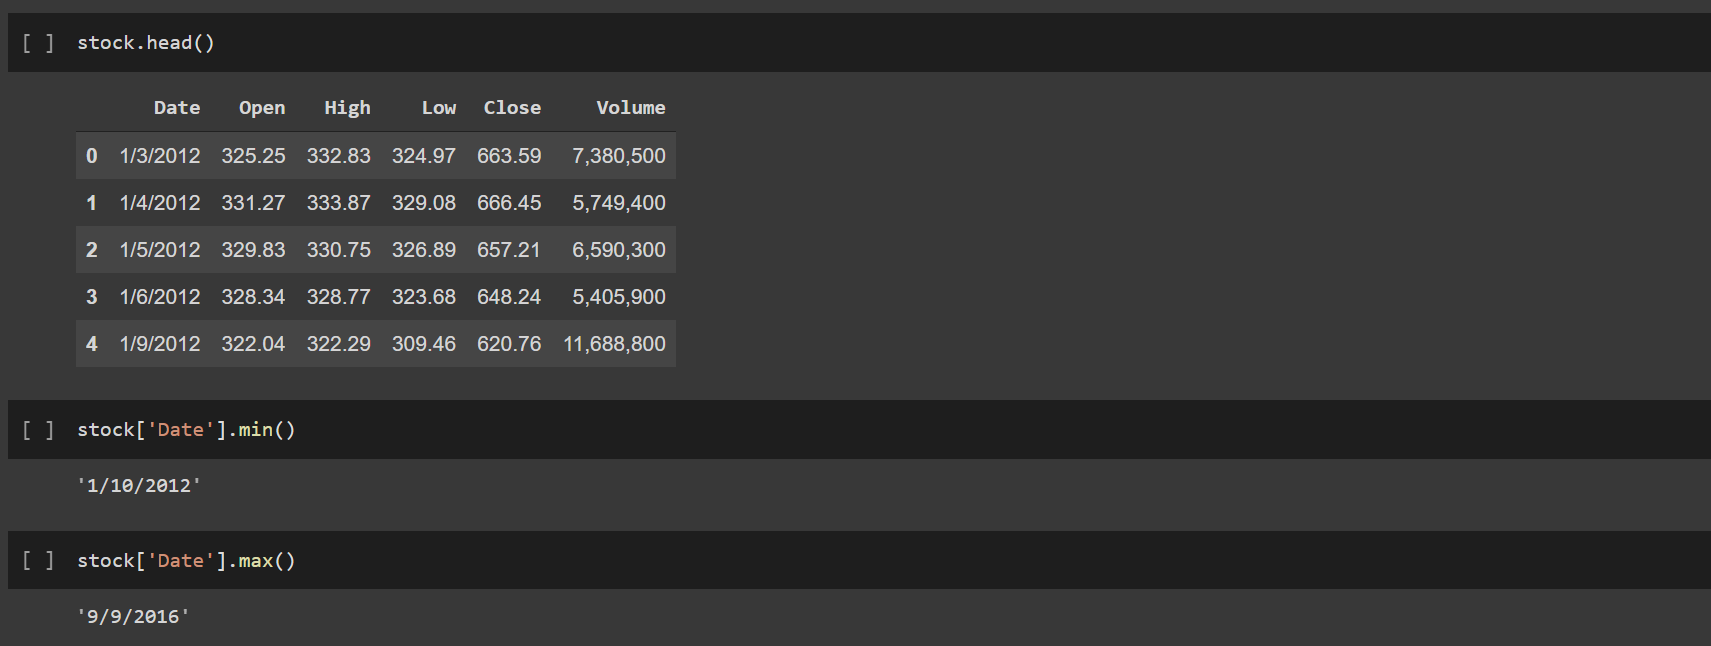 [ ] stock.head()
Date Open High Low Close Volume
0 1/3/2012 325.25 332.83 324.97 663.59 7,380,500
1 1/4/2012 331.27 333.87 329.08 666.45 5,749,400
2 1/5/2012 329.83 330.75 326.89 657.21 6,590,300
3 1/6/2012 328.34 328.77 323.68 648.24 5,405,900
4 1/9/2012 322.04 322.29 309.46 620.76 11,688,800
[ ] stock['Date'].min()
'1/10/2012'
[ ] stock['Date'].max()
'9/9/2016'